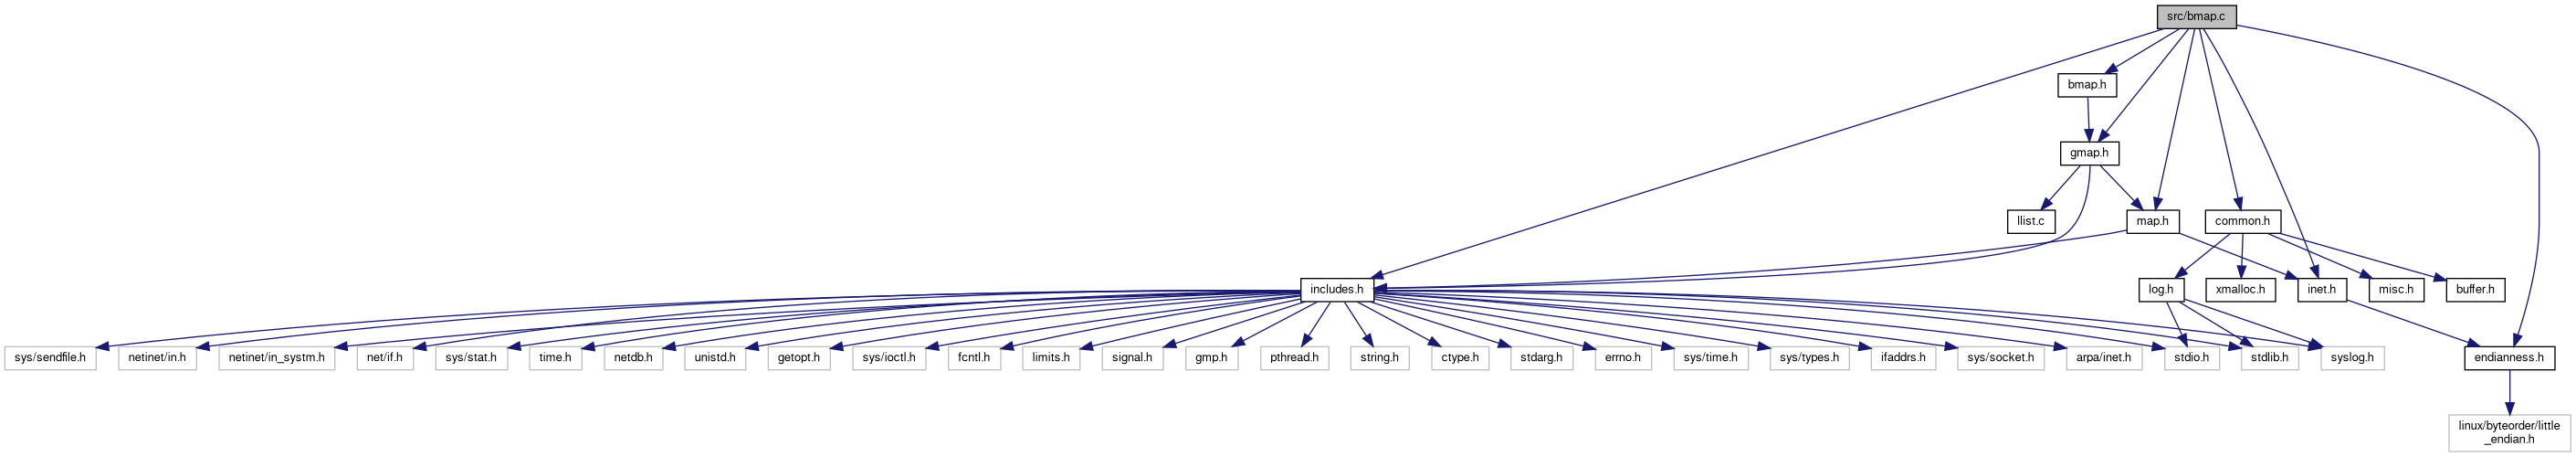 src/bmap.c
bmap.h
gmap.h
llist.c
map.h
common.h
includes.h
log.h
xmalloc.h
inet.h
misc.h
buffer.h
sys/sendfile.h
netinet/in.h
netinet/in_systm.h
net/if.h
sys/stat.h
time.h
netdb.h
unistd.h
getopt.h
sys/ioctl.h
fcntl.h
limits.h
signal.h
gmp.h
pthread.h
string.h
ctype.h
stdarg.h
errno.h
sys/time.h
sys/types.h
ifaddrs.h
sys/socket.h
arpa/inet.h
stdio.h
stdlib.h
syslog.h
endianness.h
linux/byteorder/little
_endian.h